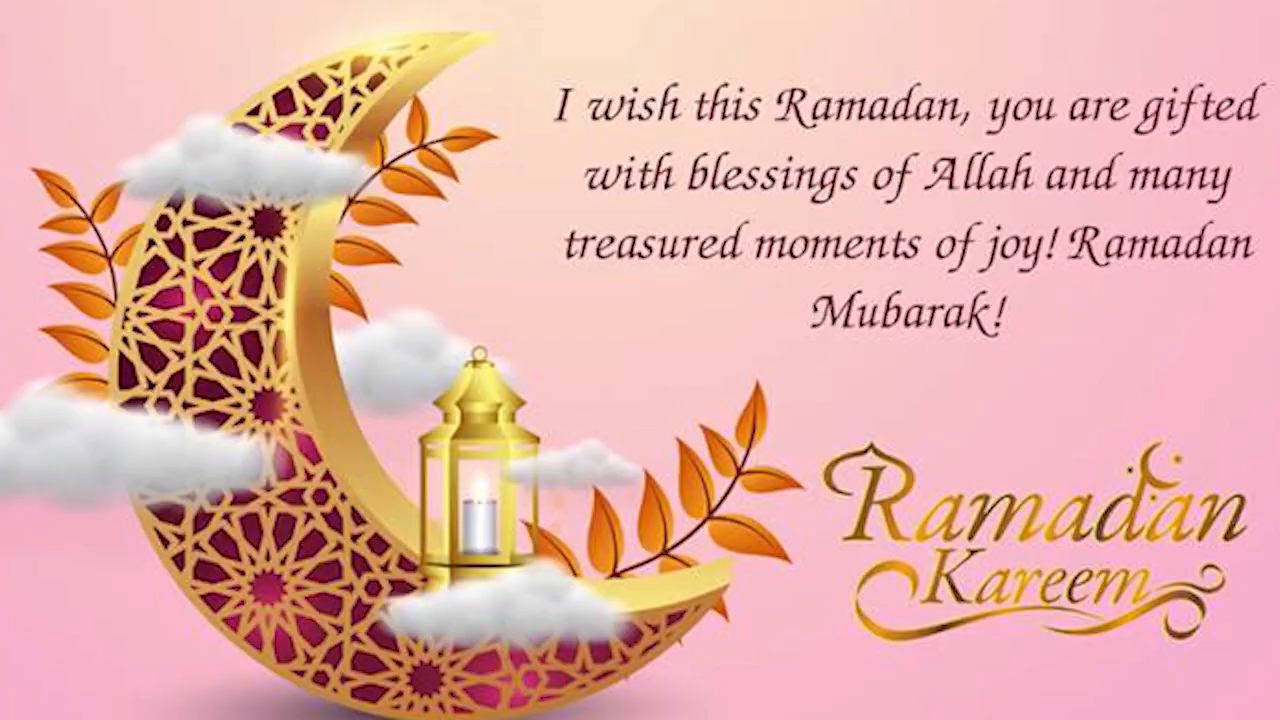 I wish this Ramadan, you are gifted
with blessings of Allah and many
treasured moments of joy! Ramadan
Mubarak!
Ramadan
Kareem